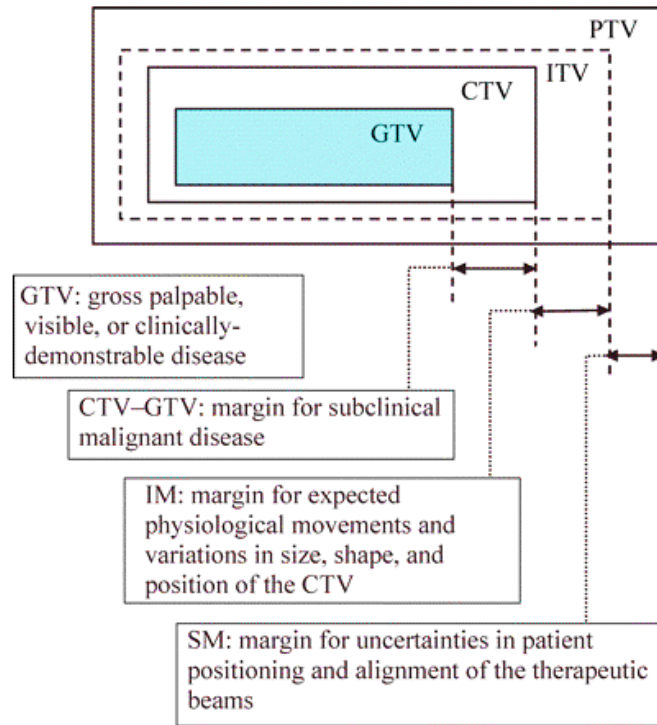 PTV
ITV
CTV
GTV
GTV: gross palpable,
visible, or clinically-
demonstrable disease
CTV–GTV: margin for subclinical
malignant disease
IM: margin for expected
physiological movements and
variations in size, shape, and
position of the CTV
SM: margin for uncertainties in patient
positioning and alignment of the therapeutic
beams